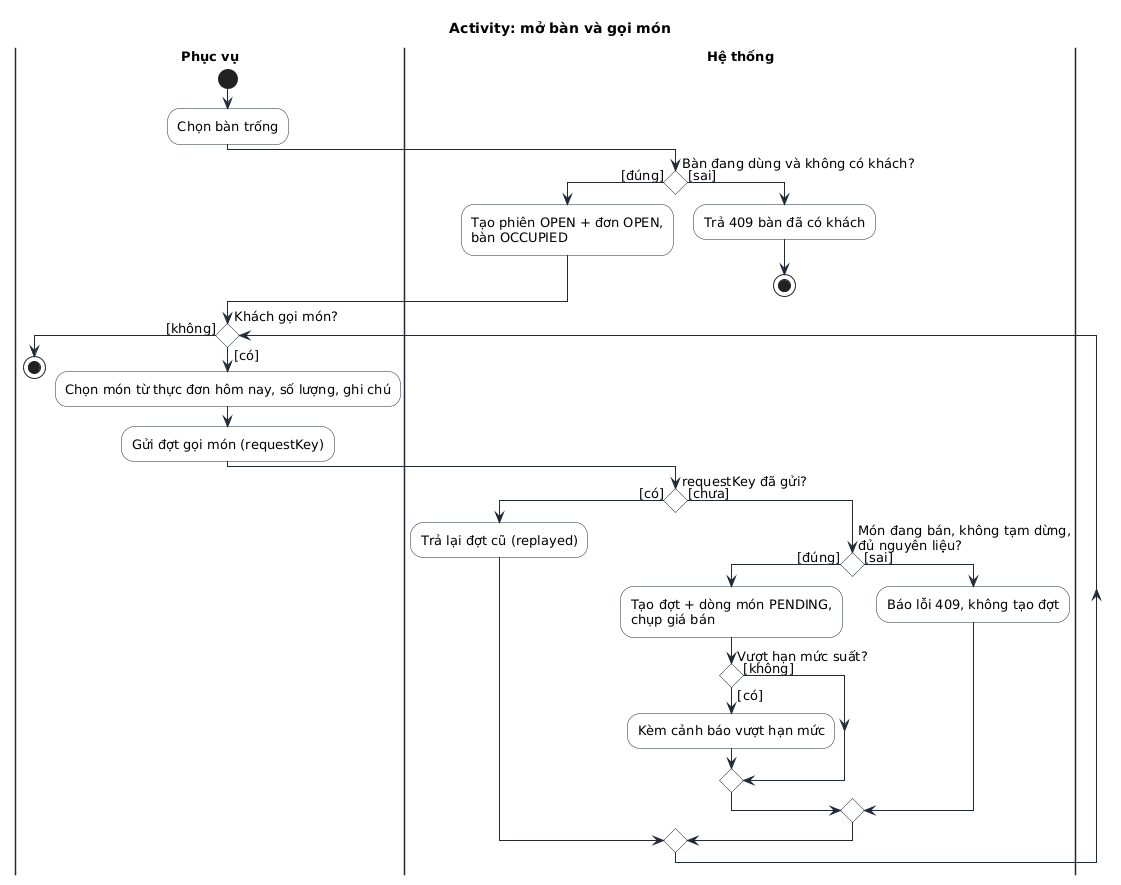 Activity: mở bàn và gọi món
Phục vụ
Hệ thống
Chọn bàn trống
Bàn đang dùng và không có khách?
[đúng]
[sai]
Tạo phiên OPEN + đơn OPEN,
bàn OCCUPIED
Trả 409 bàn đã có khách
Khách gọi món?
[không]
[có]
Chọn món từ thực đơn hôm nay, số lượng, ghi chú
Gửi đợt gọi món (requestKey)
requestKey đã gửi?
[có]
[chưa]
Trả lại đợt cũ (replayed)
Món đang bán, không tạm dừng,
đủ nguyên liệu?
[đúng]
[sai]
Tạo đợt + dòng món PENDING,
chụp giá bán
Báo lỗi 409, không tạo đợt
Vượt hạn mức suất?
[không]
[có]
Kèm cảnh báo vượt hạn mức